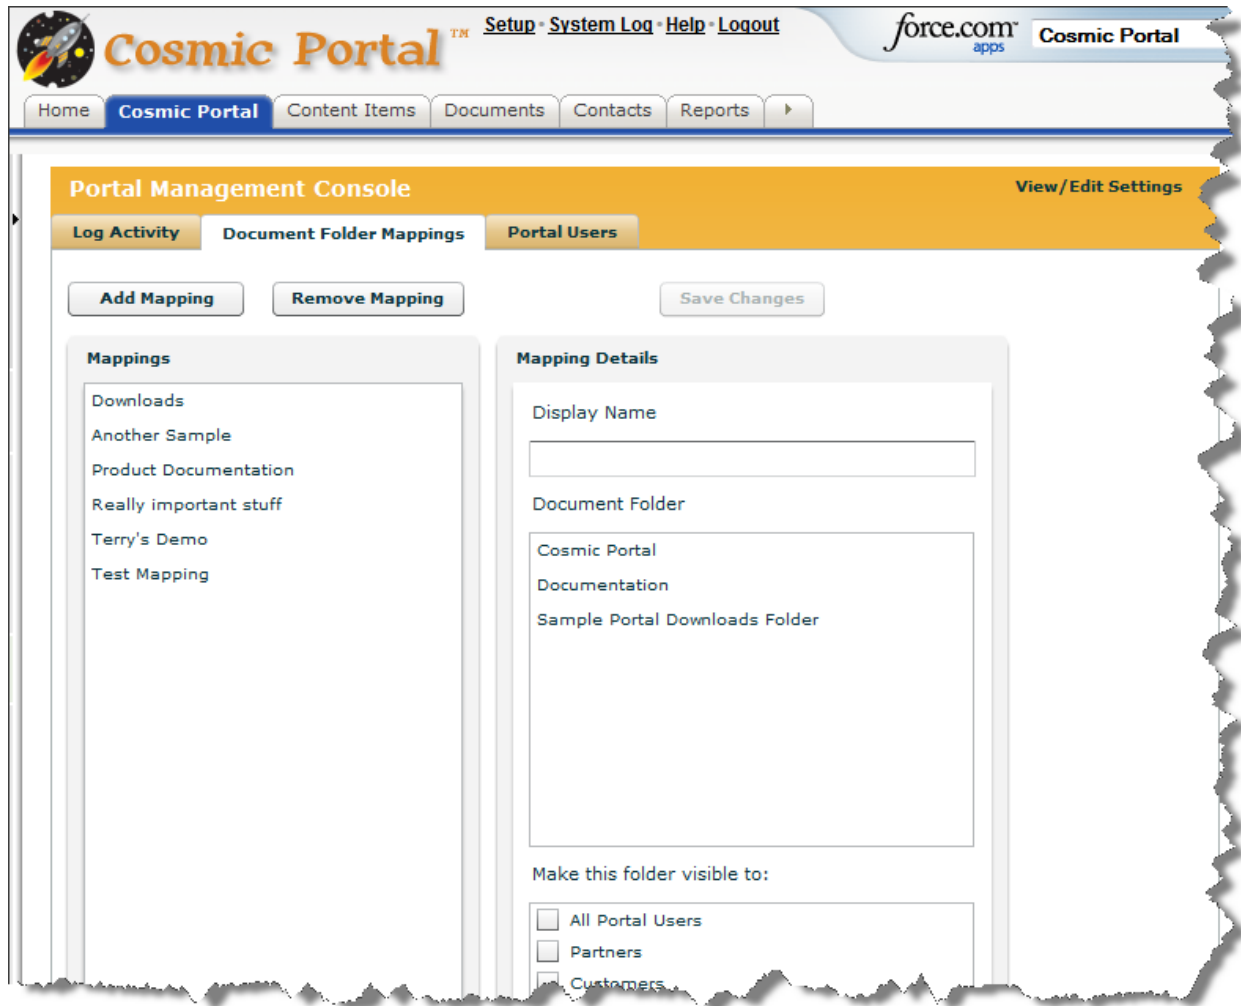 Cosmic Portal ™
Setup • System Log • Help • Logout
force.com
apps
Cosmic Portal
Home
Cosmic Portal
Content Items
Documents
Contacts
Reports
Portal Management Console
View/Edit Settings
Log Activity
Document Folder Mappings
Portal Users
Add Mapping
Remove Mapping
Save Changes
Mappings
Downloads
Another Sample
Product Documentation
Really important stuff
Terry's Demo
Test Mapping
Mapping Details
Display Name
Document Folder
Cosmic Portal
Documentation
Sample Portal Downloads Folder
Make this folder visible to:
All Portal Users
Partners
Customers